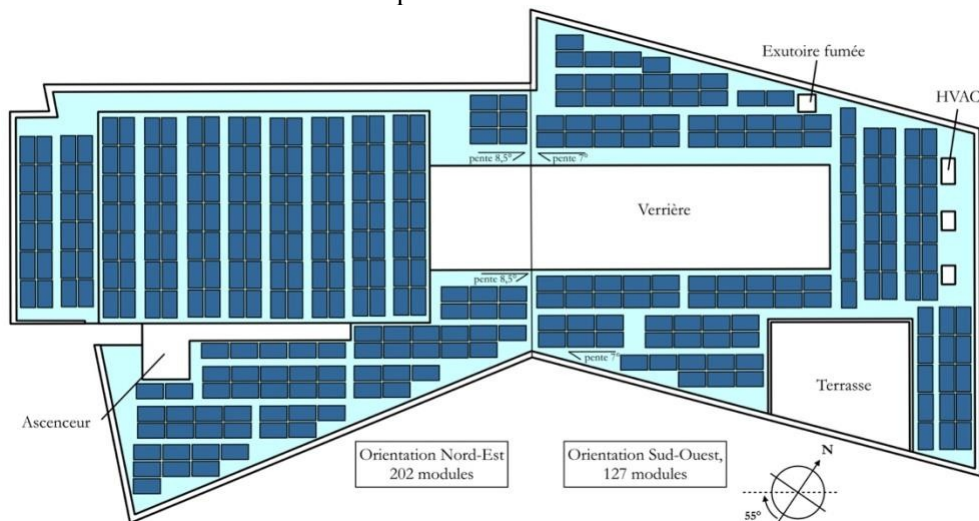 Exutoire fumée
HVAC
pente 8,5°
pente 7°
Verrière
pente 8,5°
pente 7°
Terrasse
Ascenceur
Orientation Nord-Est
202 modules
Orientation Sud-Ouest,
127 modules
N
55°